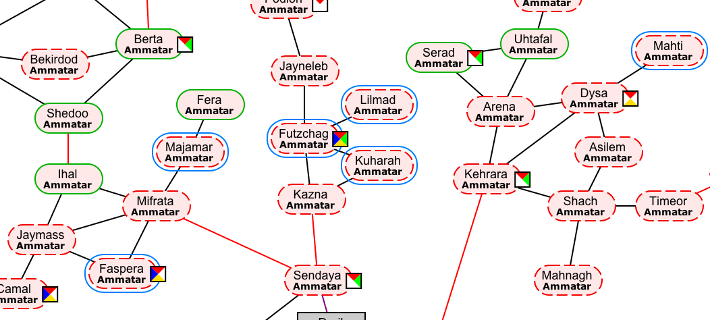 Ammatar
Ammatar
Berta
Ammatar
Uhtafal
Ammatar
Serad
Ammatar
Mahti
Ammatar
Bekirdod
Ammatar
Jayneleb
Ammatar
Fera
Ammatar
Lilmad
Ammatar
Dysa
Ammatar
Shedoo
Ammatar
Arena
Ammatar
Futzchag
Ammatar
Majamar
Ammatar
Kuharah
Ammatar
Asilem
Ammatar
Ihal
Ammatar
Kehrara
Ammatar
Kazna
Ammatar
Mifrata
Ammatar
Shach
Ammatar
Timeor
Ammatar
Jaymass
Ammatar
Faspera
Ammatar
Sendaya
Ammatar
Mahnagh
Ammatar
Camal
mmatar